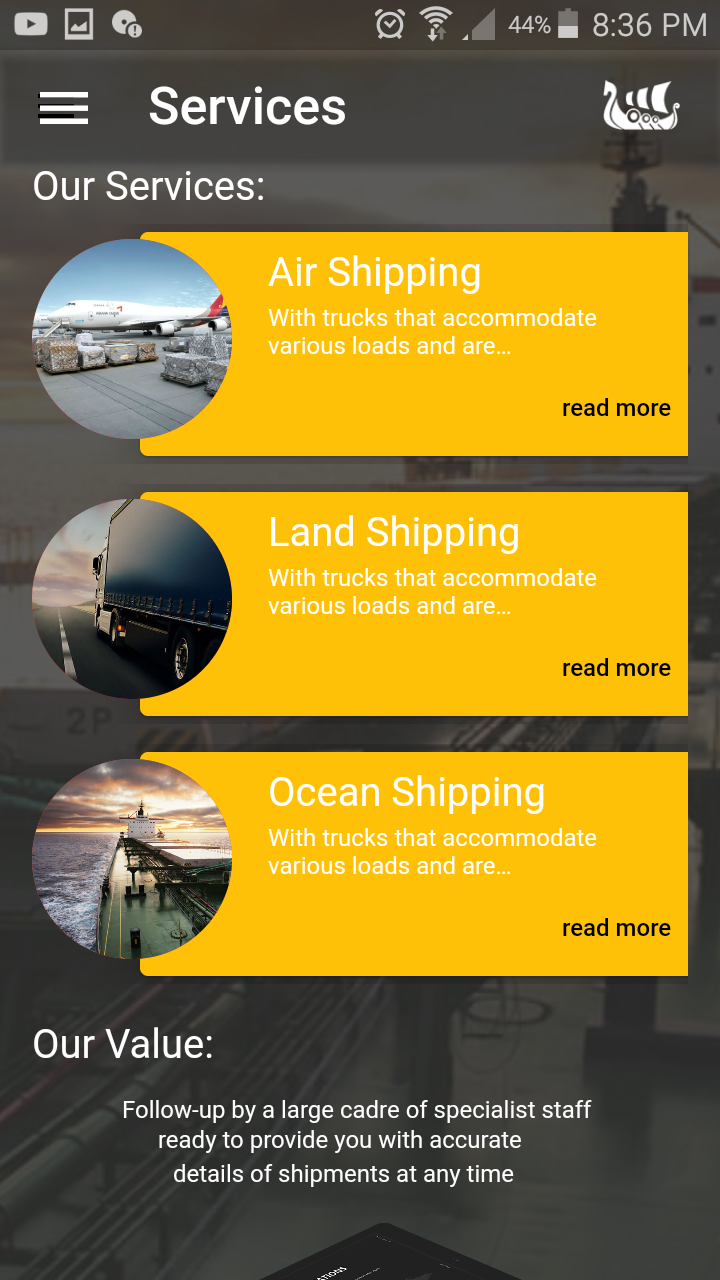 44% 8:36 PM
Services
Our Services:
Air Shipping
With trucks that accommodate
various loads and are...
read more
Land Shipping
With trucks that accommodate
various loads and are...
read more
2P
Ocean Shipping
With trucks that accommodate
various loads and are...
read more
Our Value:
Follow-up by a large cadre of specialist staff
ready to provide you with accurate
details of shipments at any time